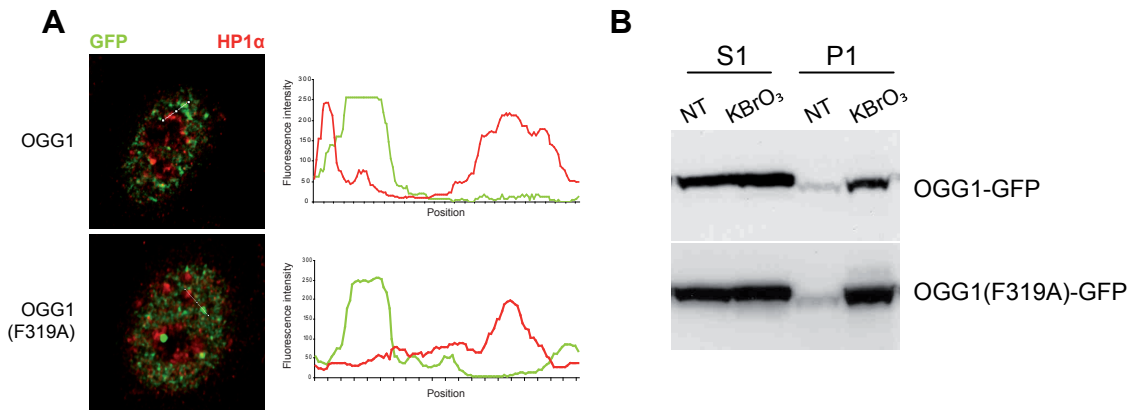 A
GFP HP1α
OGG1
Fluorescence intensity
300
250
200
150
100
50
0
Position
OGG1
(F319A)
Fluorescence intensity
300
250
200
150
100
50
0
Position
B
S1 P1
NT KBrO₃ NT KBrO₃
OGG1-GFP
OGG1(F319A)-GFP